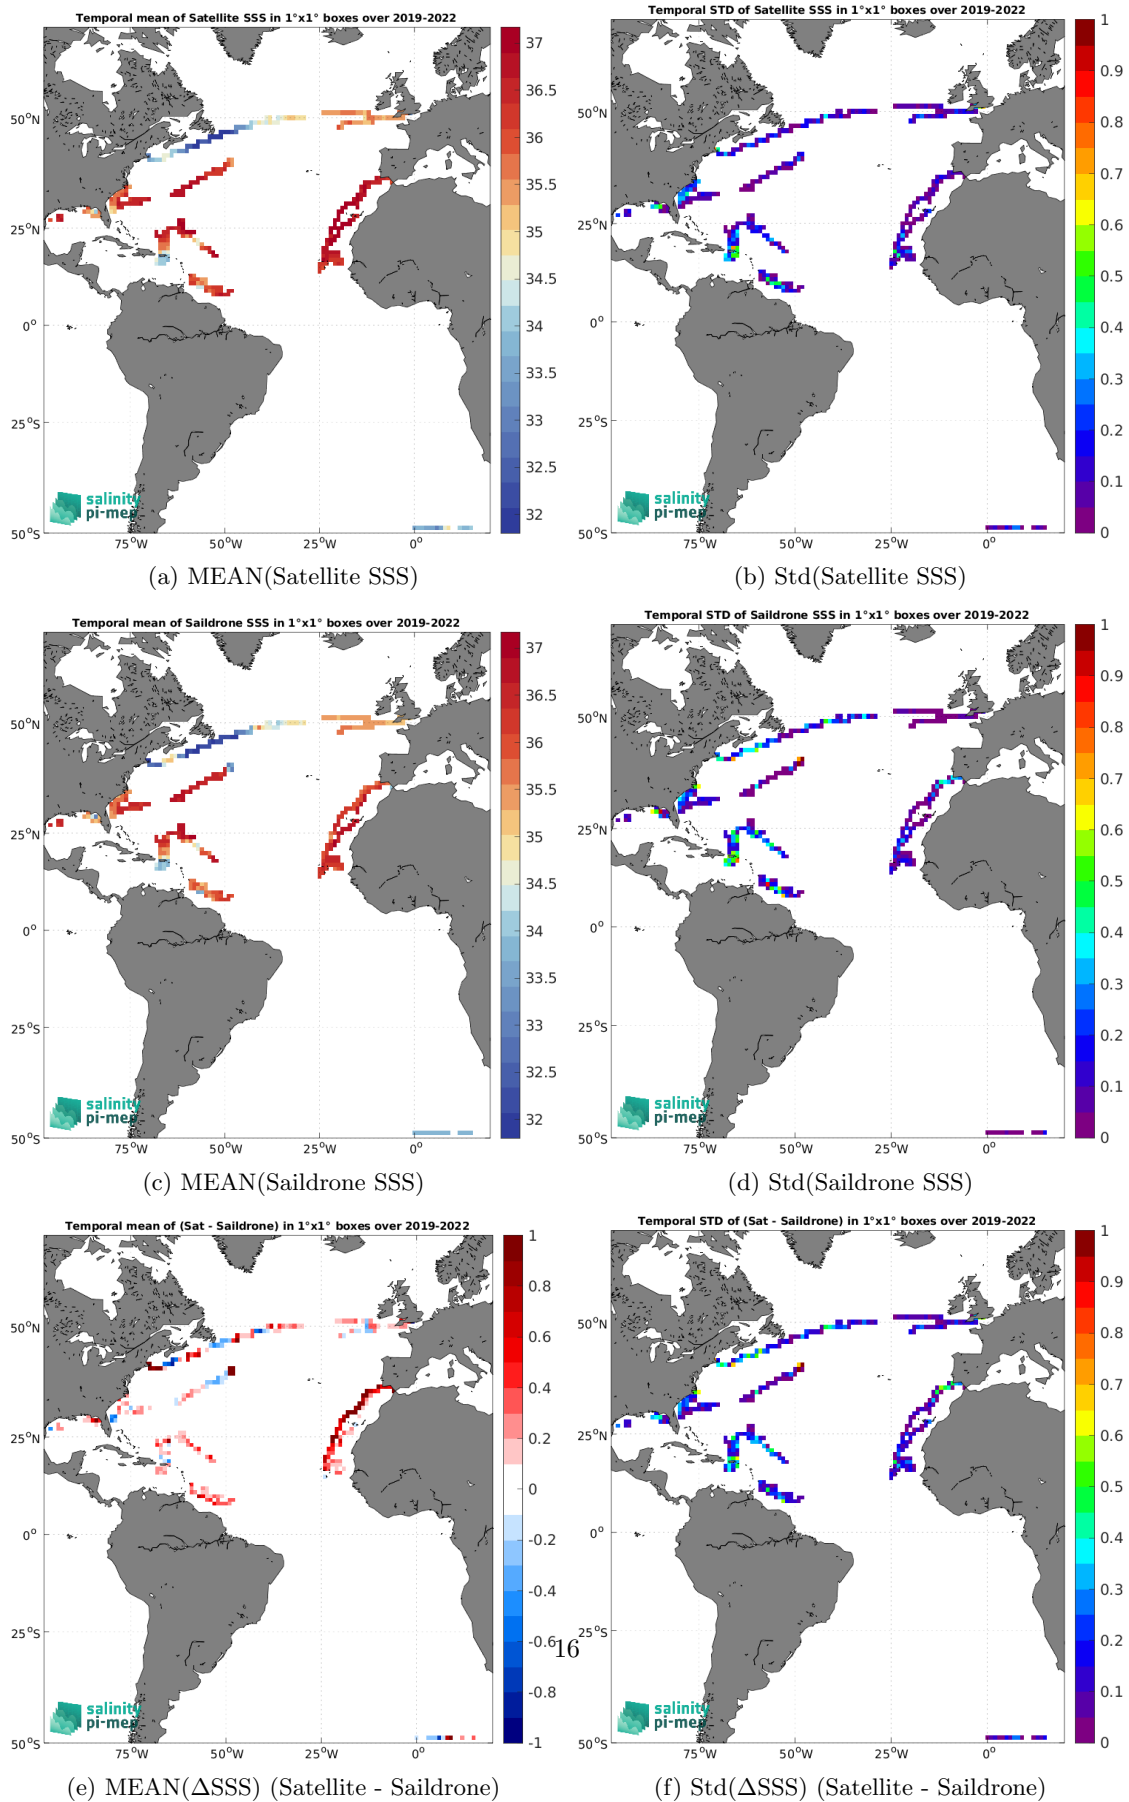 Temporal mean of Satellite SSS in 1°x1° boxes over 2019-2022
50°N
25°N
0°
25°S
50°S
75°W
50°W
25°W
0°
37
36.5
36
35.5
35
34.5
34
33.5
33
32.5
32
salinity
pi-mep
(a) MEAN(Satellite SSS)
Temporal STD of Satellite SSS in 1°x1° boxes over 2019-2022
50°N
25°N
0°
25°S
50°S
75°W
50°W
25°W
0°
1
0.9
0.8
0.7
0.6
0.5
0.4
0.3
0.2
0.1
0
salinity
pi-mep
(b) Std(Satellite SSS)
Temporal mean of Saildrone SSS in 1°x1° boxes over 2019-2022
50°N
25°N
0°
25°S
50°S
75°W
50°W
25°W
0°
37
36.5
36
35.5
35
34.5
34
33.5
33
32.5
32
salinity
pi-mep
(c) MEAN(Saildrone SSS)
Temporal STD of Saildrone SSS in 1°x1° boxes over 2019-2022
50°N
25°N
0°
25°S
50°S
75°W
50°W
25°W
0°
1
0.9
0.8
0.7
0.6
0.5
0.4
0.3
0.2
0.1
0
salinity
pi-mep
(d) Std(Saildrone SSS)
Temporal mean of (Sat - Saildrone) in 1°x1° boxes over 2019-2022
50°N
25°N
0°
25°S
50°S
75°W
50°W
25°W
0°
1
0.8
0.6
0.4
0.2
0
-0.2
-0.4
-0.6
-0.8
-1
salinity
pi-mep
(e) MEAN(ΔSSS) (Satellite - Saildrone)
Temporal STD of (Sat - Saildrone) in 1°x1° boxes over 2019-2022
50°N
25°N
0°
25°S
50°S
75°W
50°W
25°W
0°
1
0.9
0.8
0.7
0.6
0.5
0.4
0.3
0.2
0.1
0
salinity
pi-mep
(f) Std(ΔSSS) (Satellite - Saildrone)
16